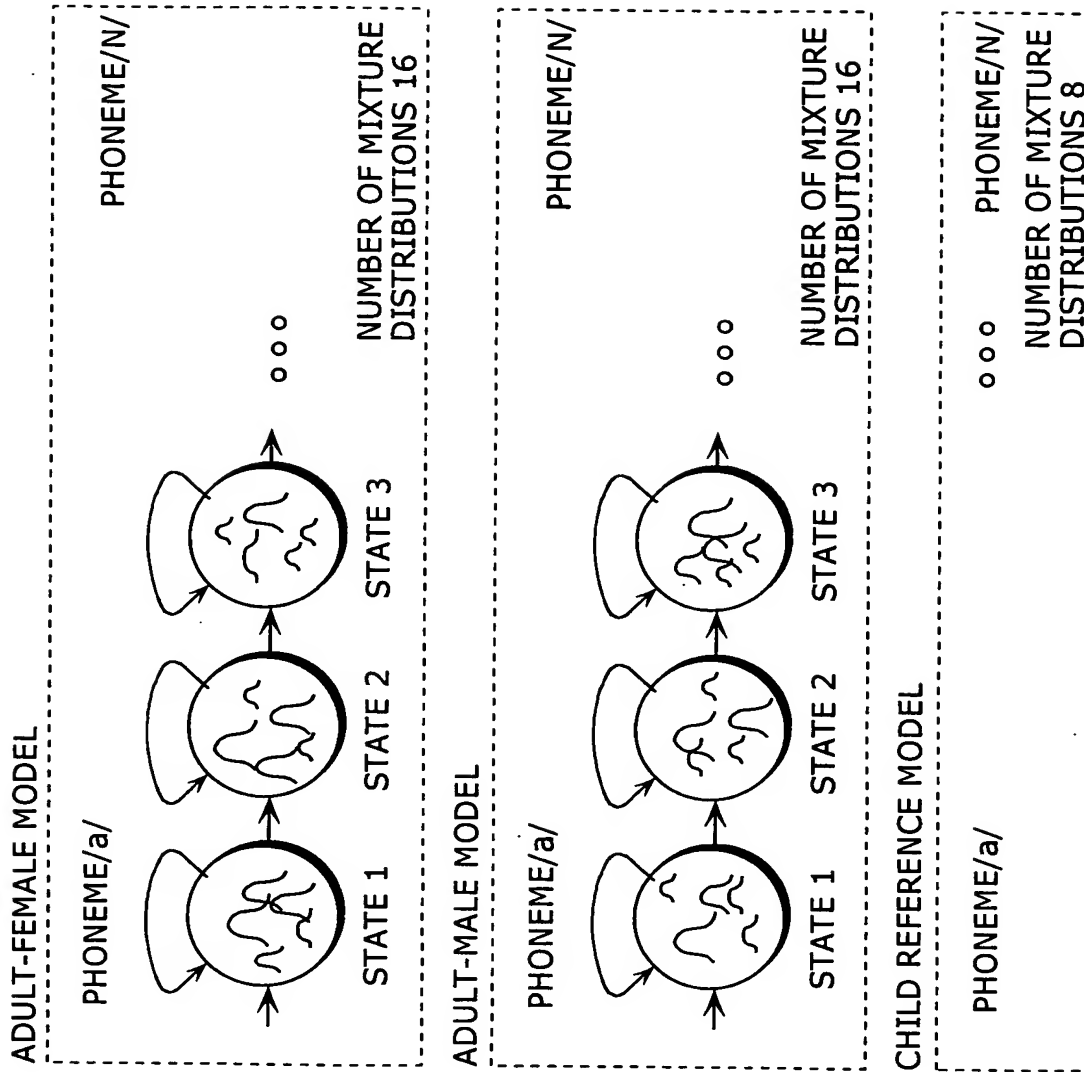 ADULT-FEMALE MODEL
PHONEME/a/
PHONEME/N/
STATE 1
STATE 2
STATE 3
NUMBER OF MIXTURE
DISTRIBUTIONS 16
ADULT-MALE MODEL
PHONEME/a/
PHONEME/N/
STATE 1
STATE 2
STATE 3
NUMBER OF MIXTURE
DISTRIBUTIONS 16
CHILD REFERENCE MODEL
PHONEME/a/
PHONEME/N/
NUMBER OF MIXTURE
DISTRIBUTIONS 8